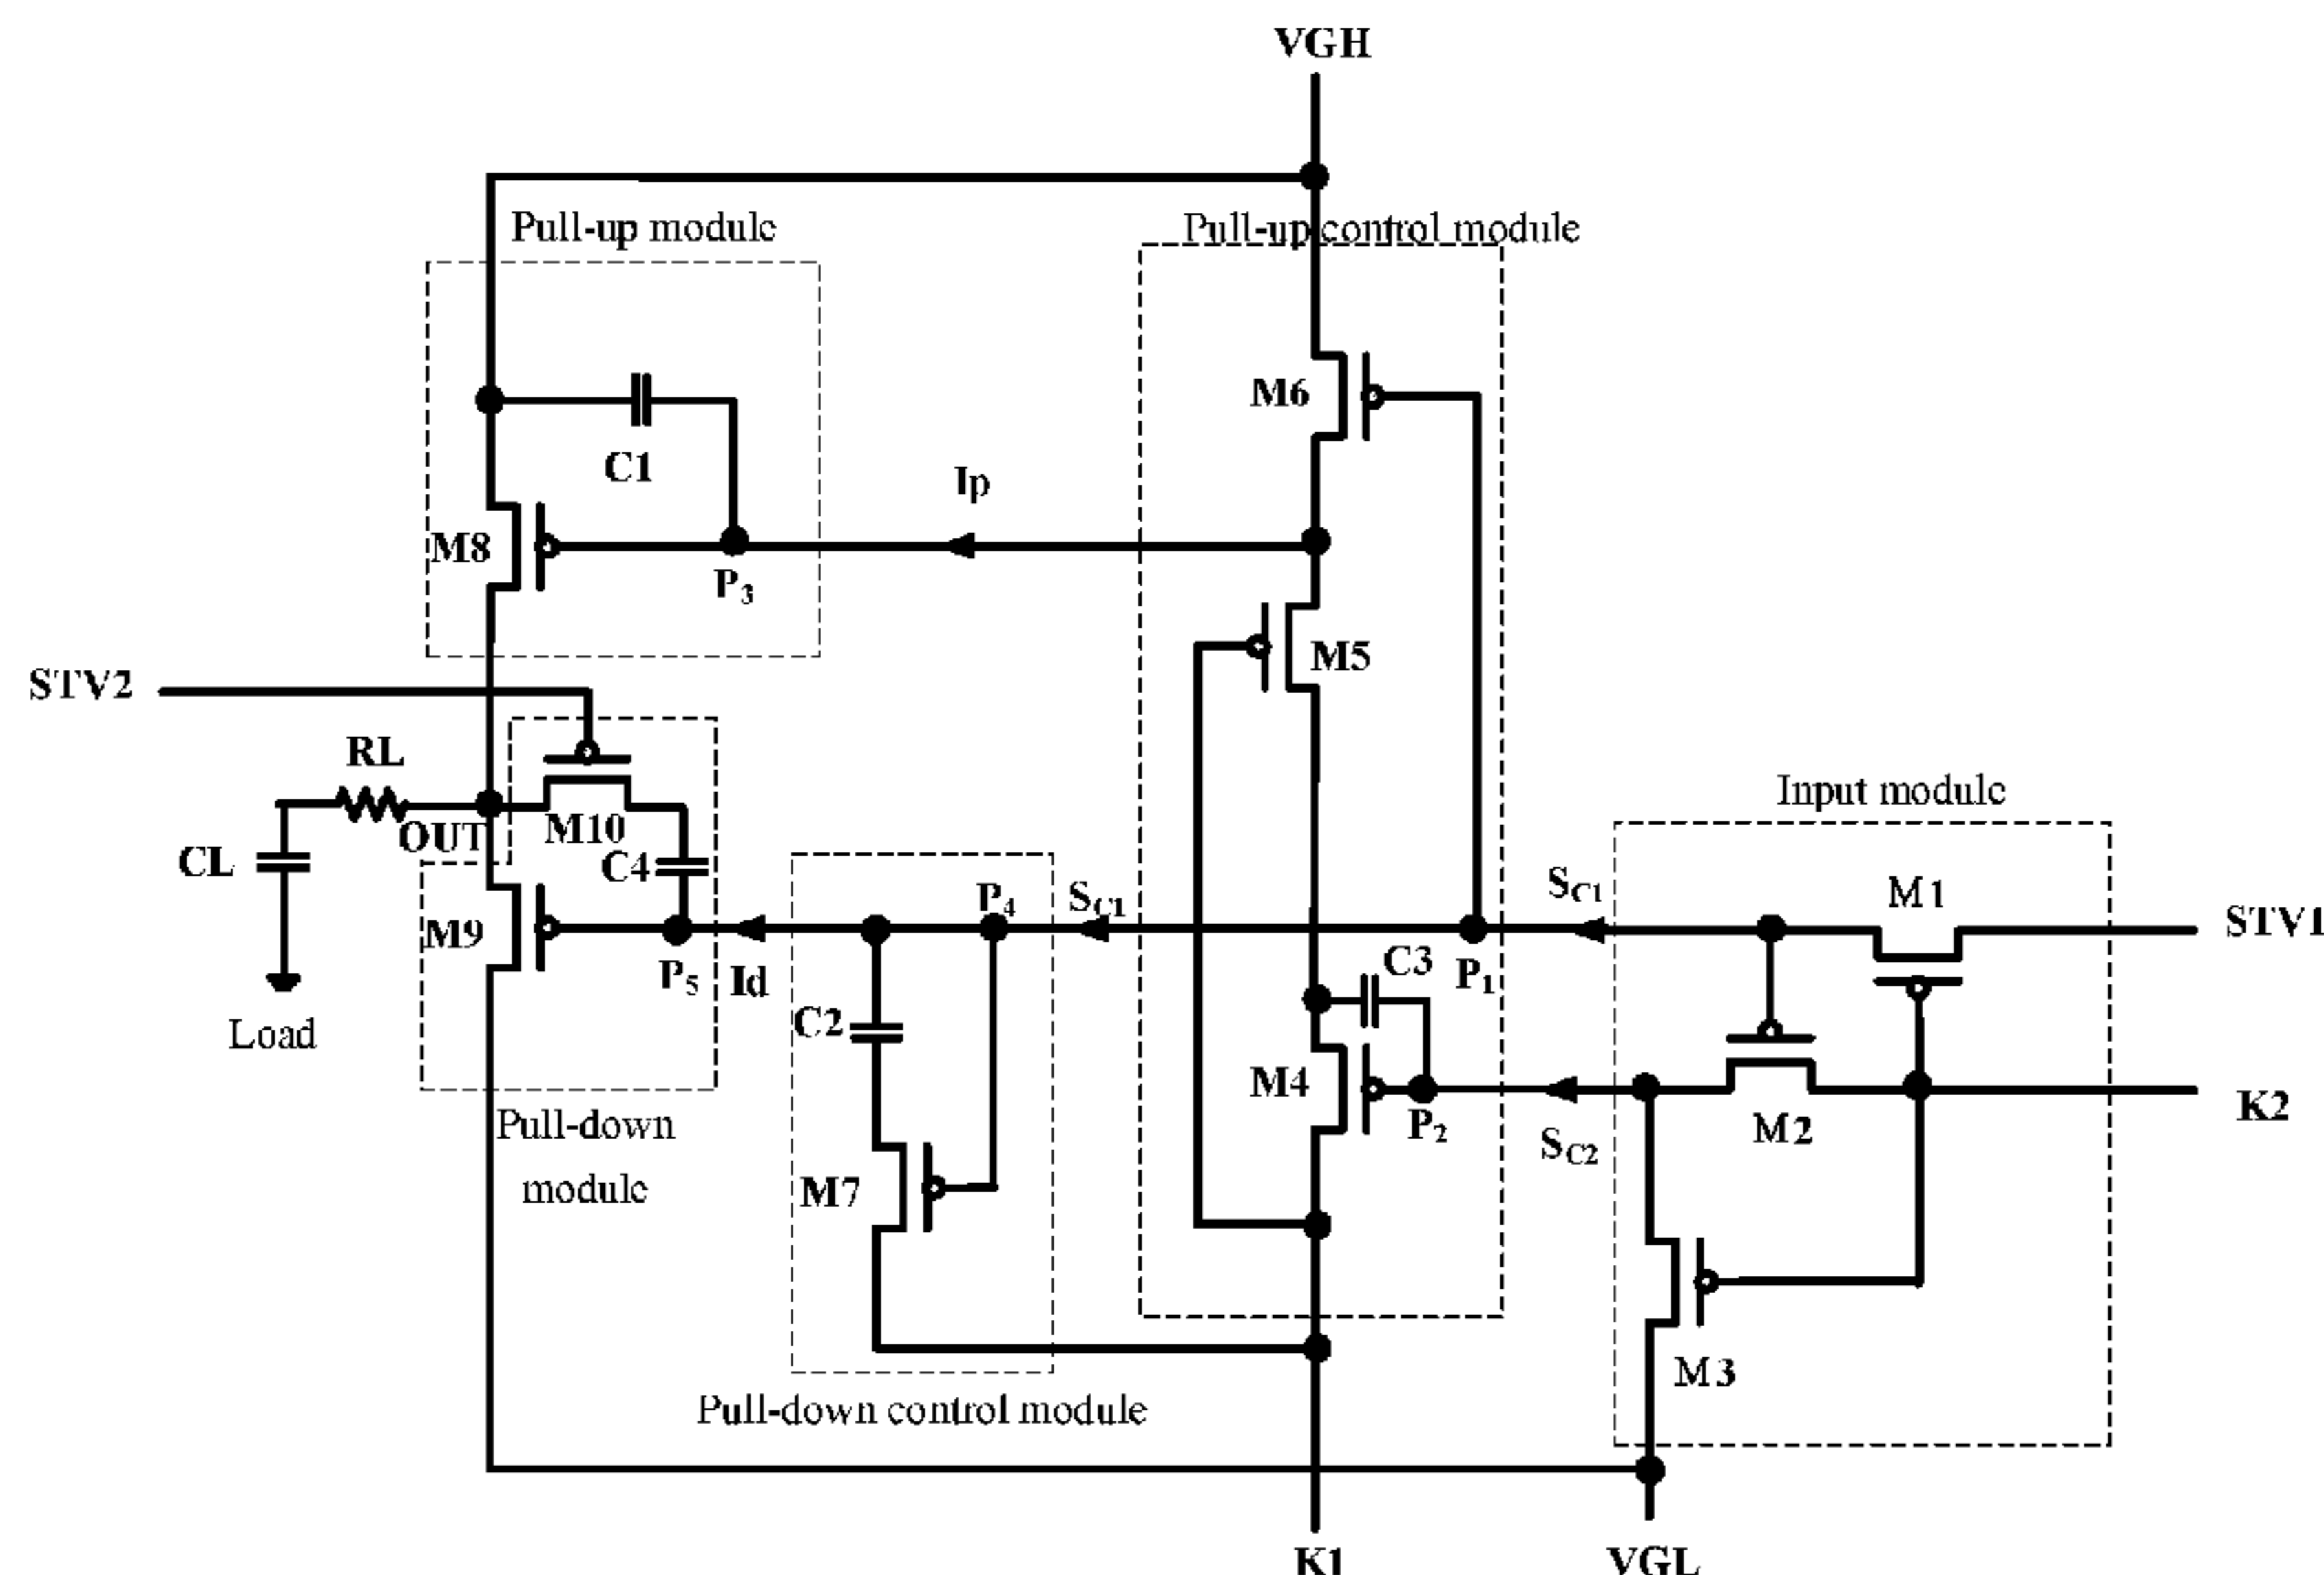 VGH
Pull-up module
Pull-up control module
M6
C1
Ip
M8
P3
M5
STV2
RL
Input module
M10
OUT
CL
C4
P4
SC1
SC1
M1
STV1
M9
P5
Id
C3
P1
C2
Load
M4
P2
SC2
M2
K2
Pull-down
module
M7
M3
Pull-down control module
K1
VGL